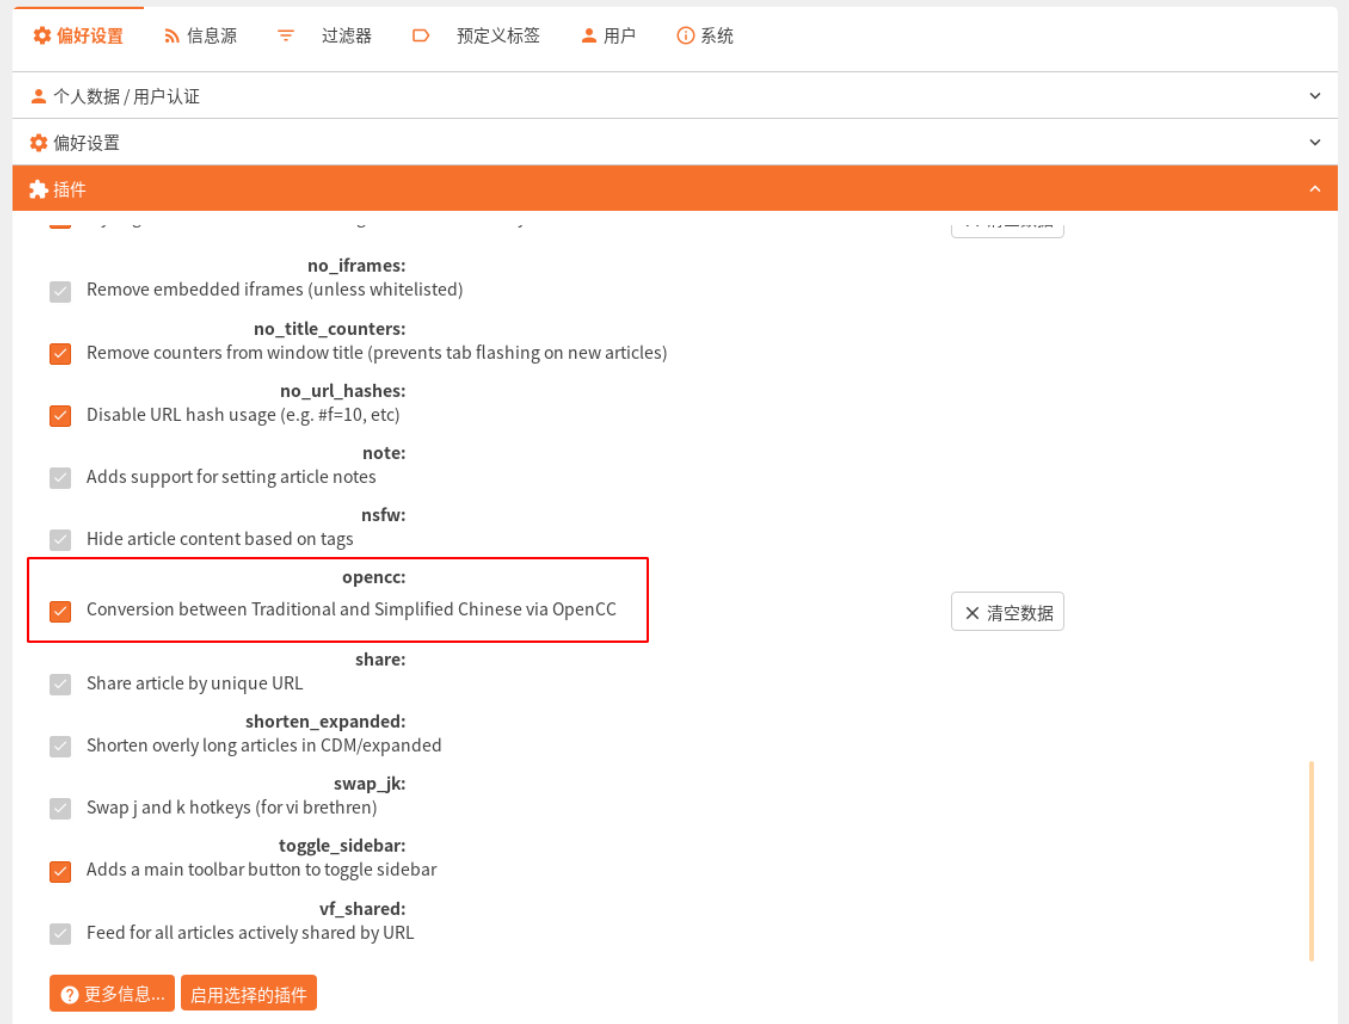 偏好设置 信息源 过滤器 预定义标签 用户 系统
个人数据 / 用户认证
偏好设置
插件
清空数据
no_iframes:
Remove embedded iframes (unless whitelisted)
no_title_counters:
Remove counters from window title (prevents tab flashing on new articles)
no_url_hashes:
Disable URL hash usage (e.g. #f=10, etc)
note:
Adds support for setting article notes
nsfw:
Hide article content based on tags
opencc:
Conversion between Traditional and Simplified Chinese via OpenCC 清空数据
share:
Share article by unique URL
shorten_expanded:
Shorten overly long articles in CDM/expanded
swap_jk:
Swap j and k hotkeys (for vi brethren)
toggle_sidebar:
Adds a main toolbar button to toggle sidebar
vf_shared:
Feed for all articles actively shared by URL
更多信息... 启用选择的插件